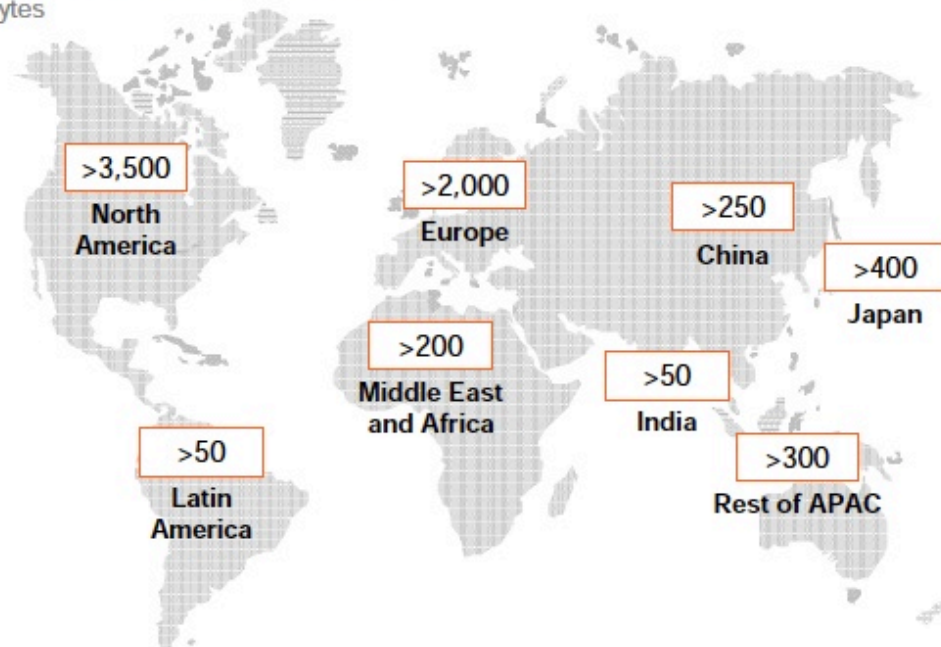 ytes
>3,500
North
America
>2,000
Europe
>250
China
>400
Japan
>200
Middle East
and Africa
>50
India
>50
Latin
America
>300
Rest of APAC